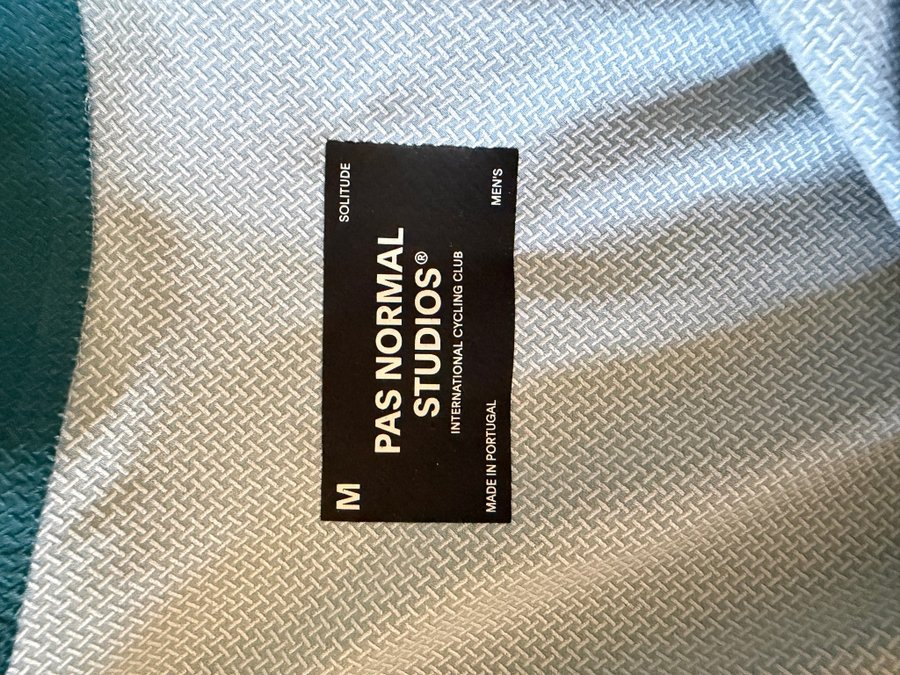 M SOLITUDE
PAS NORMAL
STUDIOS®
INTERNATIONAL CYCLING CLUB
MADE IN PORTUGAL MEN'S